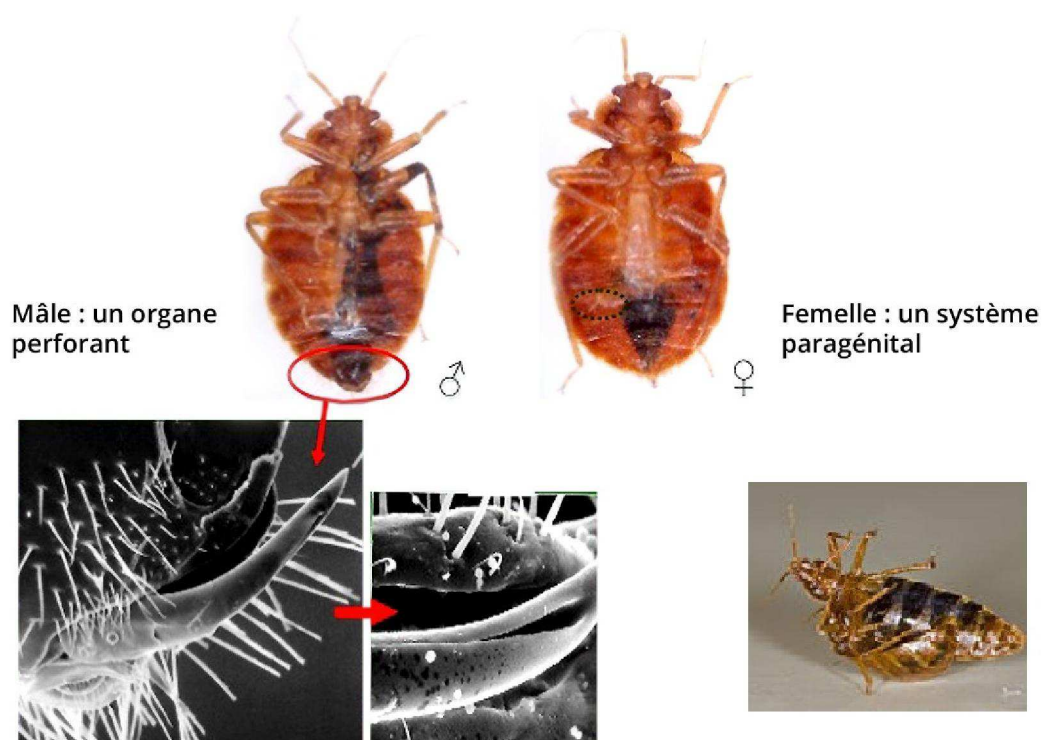 Mâle : un organe
perforant
♂
♀
Femelle : un système
paragénital